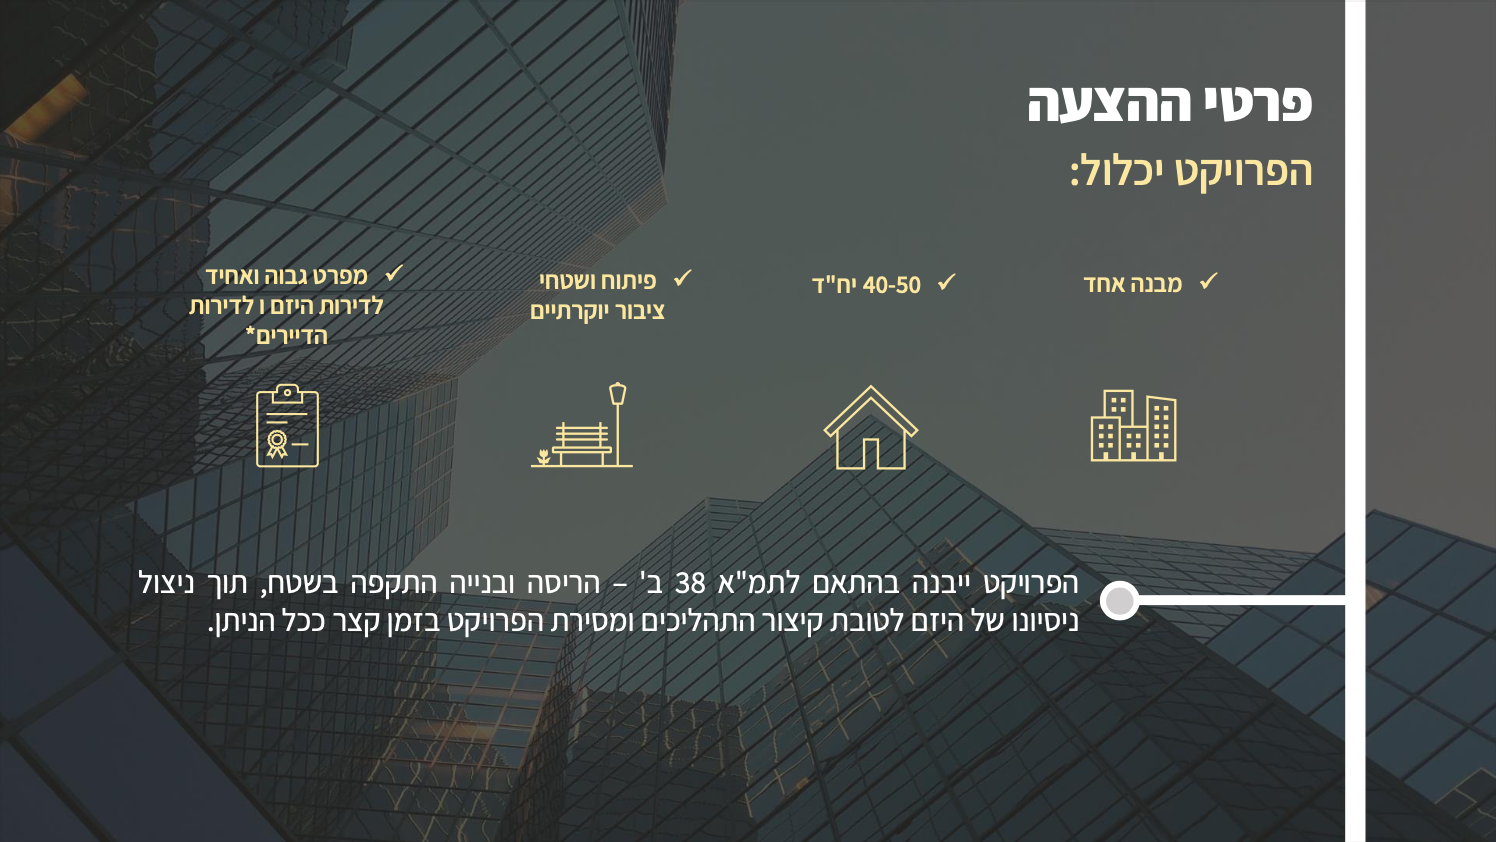 פרטי ההצעה
הפרויקט יכלול:
✓ מבנה אחד
✓ 40-50 יח"ד
✓ פיתוח ושטחי
ציבור יוקרתיים
✓ מפרט גבוה ואחיד
לדירות היזם ו לדירות
הדיירים*
הפרויקט ייבנה בהתאם לתמ"א 38 ב' – הריסה ובנייה התקפה בשטח, תוך ניצול
ניסיונו של היזם לטובת קיצור התהליכים ומסירת הפרויקט בזמן קצר ככל הניתן.